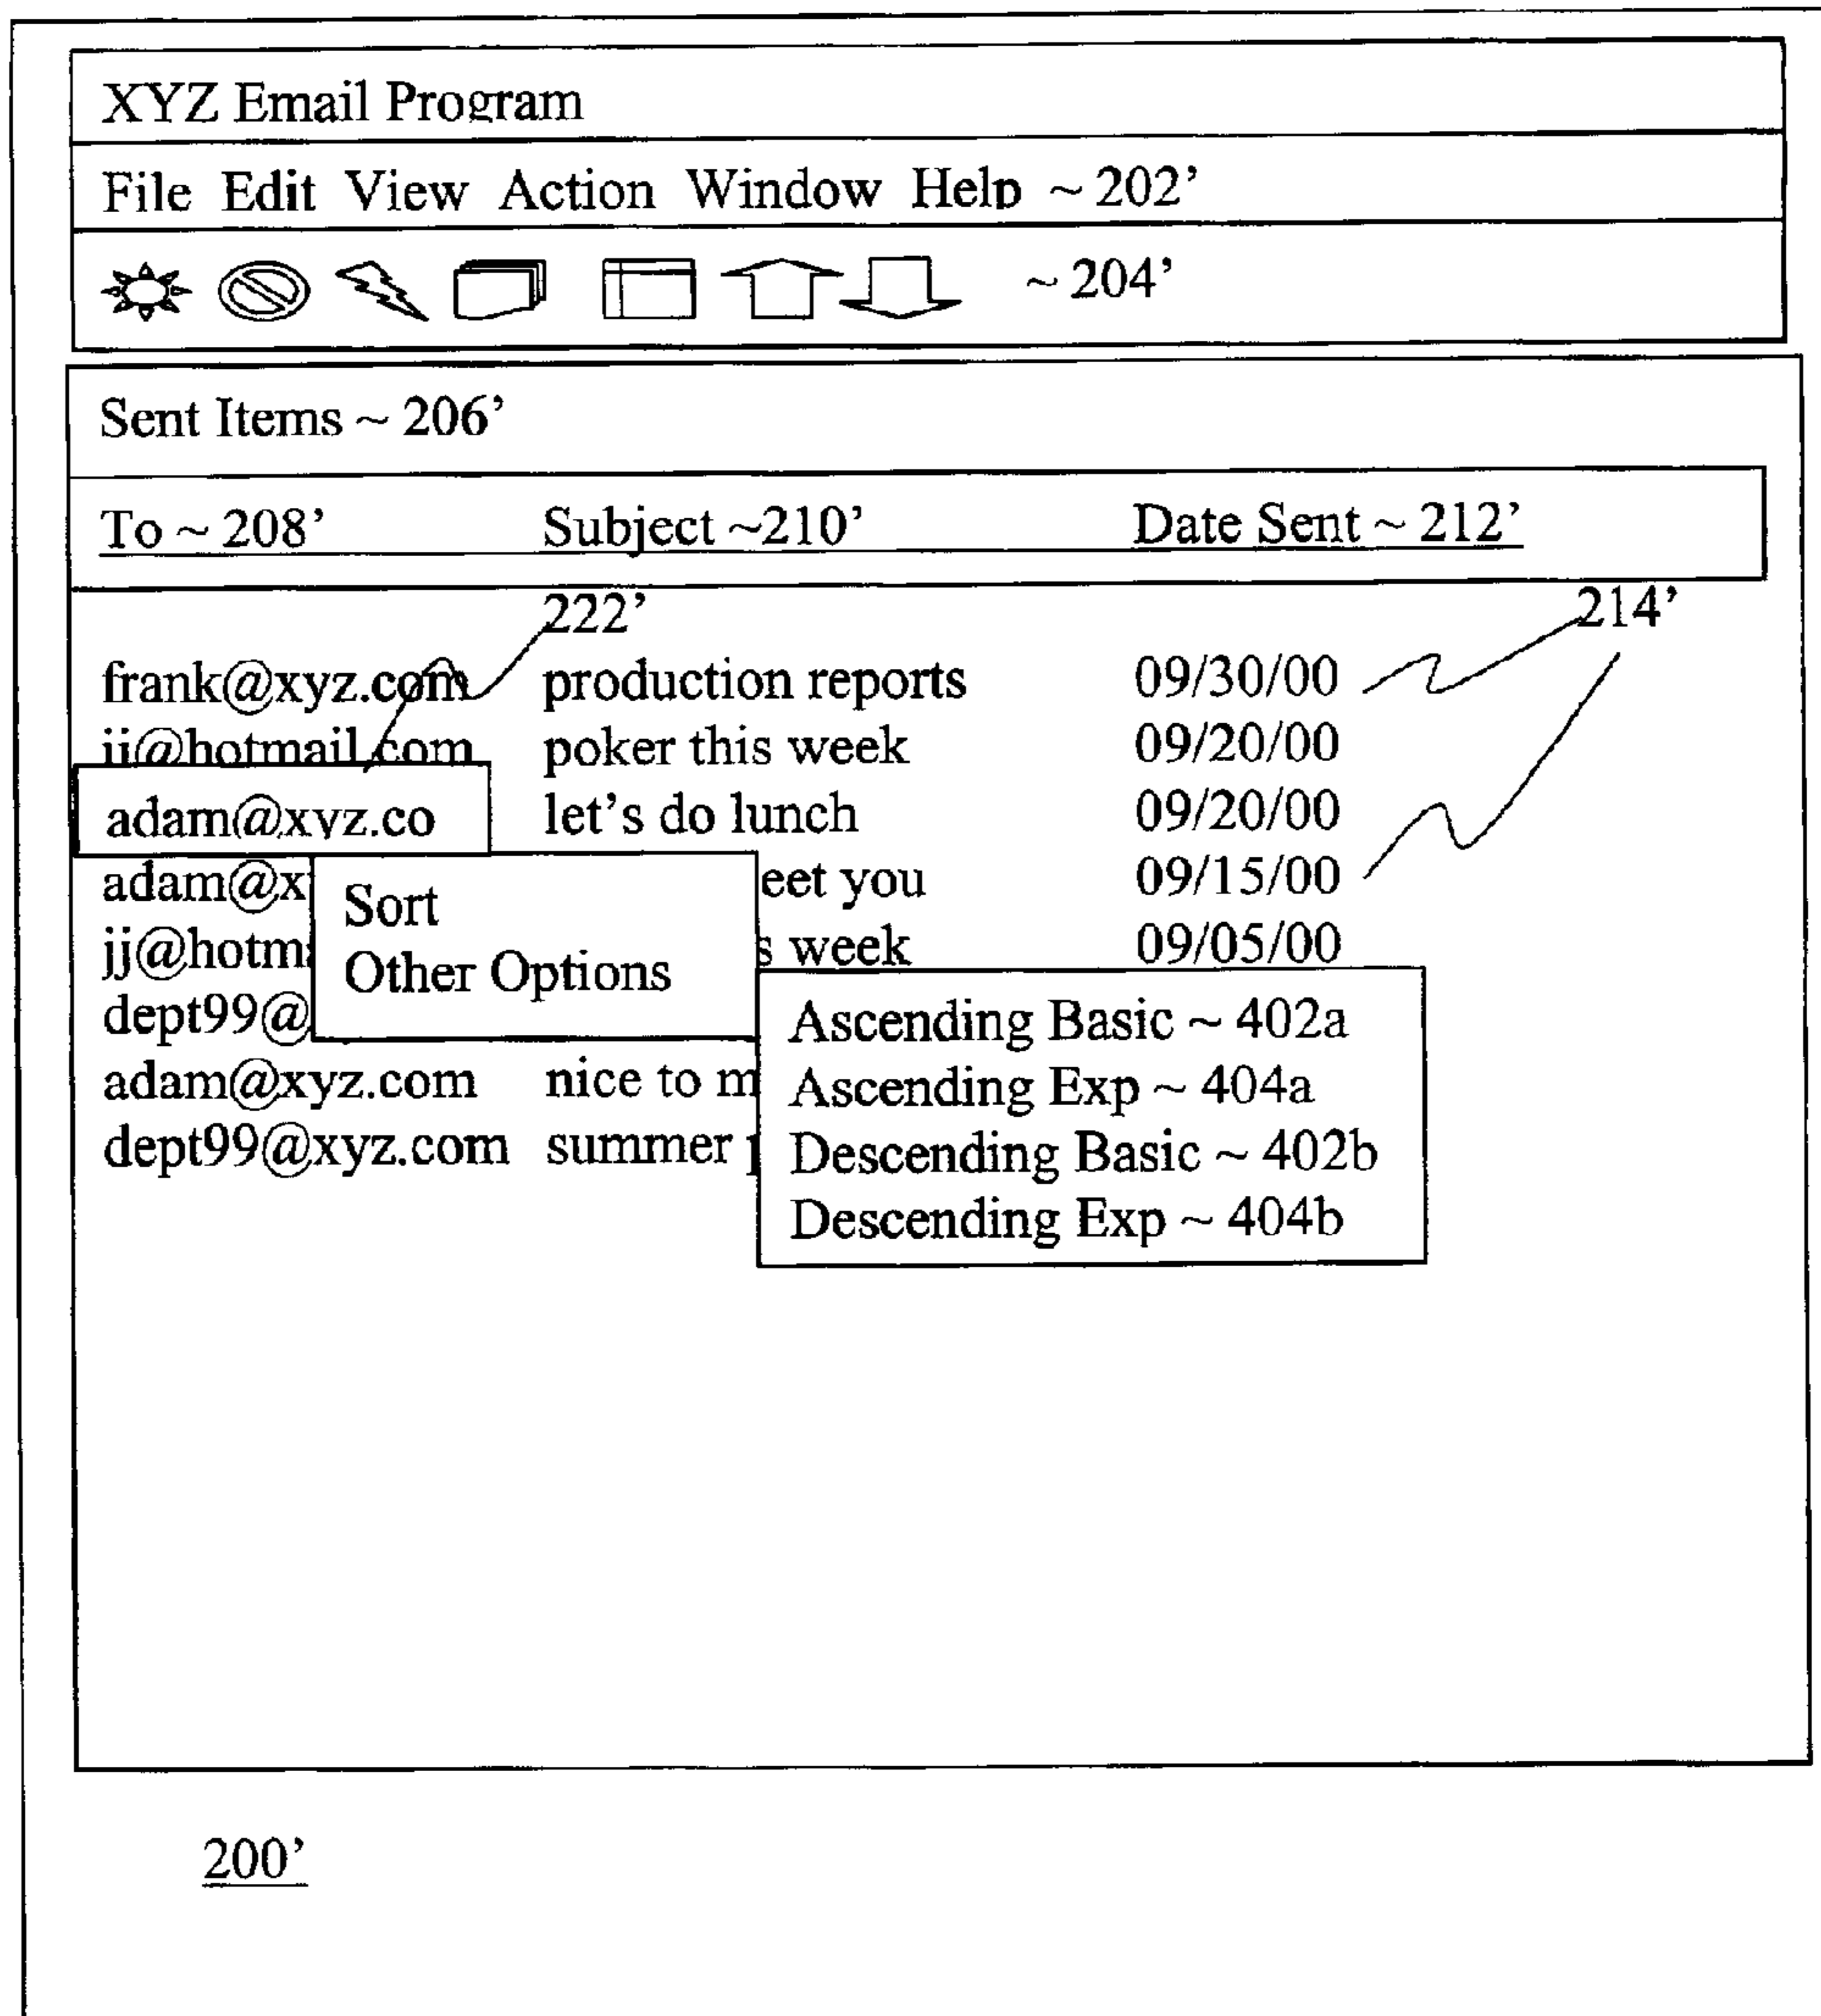 XYZ Email Program
File Edit View Action Window Help ~ 202’
~ 204’
Sent Items ~ 206’
To ~ 208’ Subject ~210’ Date Sent ~ 212’
222’ 214’
frank@xyz.com production reports 09/30/00
jj@hotmail.com poker this week 09/20/00
adam@xyz.co let’s do lunch 09/20/00
adam@x eet you 09/15/00
Sort
jj@hotm s week 09/05/00
Other Options
dept99@
Ascending Basic ~ 402a
adam@xyz.com nice to m
Ascending Exp ~ 404a
dept99@xyz.com summer
Descending Basic ~ 402b
Descending Exp ~ 404b
200’